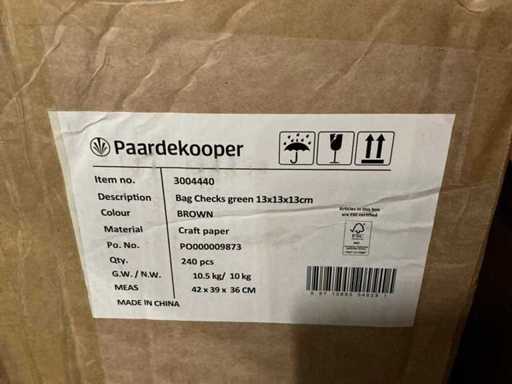 Paardekooper
Item no. 3004440
Description Bag Checks green 13x13x13cm
Colour BROWN
Material Craft paper
Po. No. PO000009873
Qty. 240 pcs
G.W. / N.W. 10.5 kg/ 10 kg
MEAS 42 x 39 x 36 CM
MADE IN CHINA
Articles in this box
are FSC certified
FSC